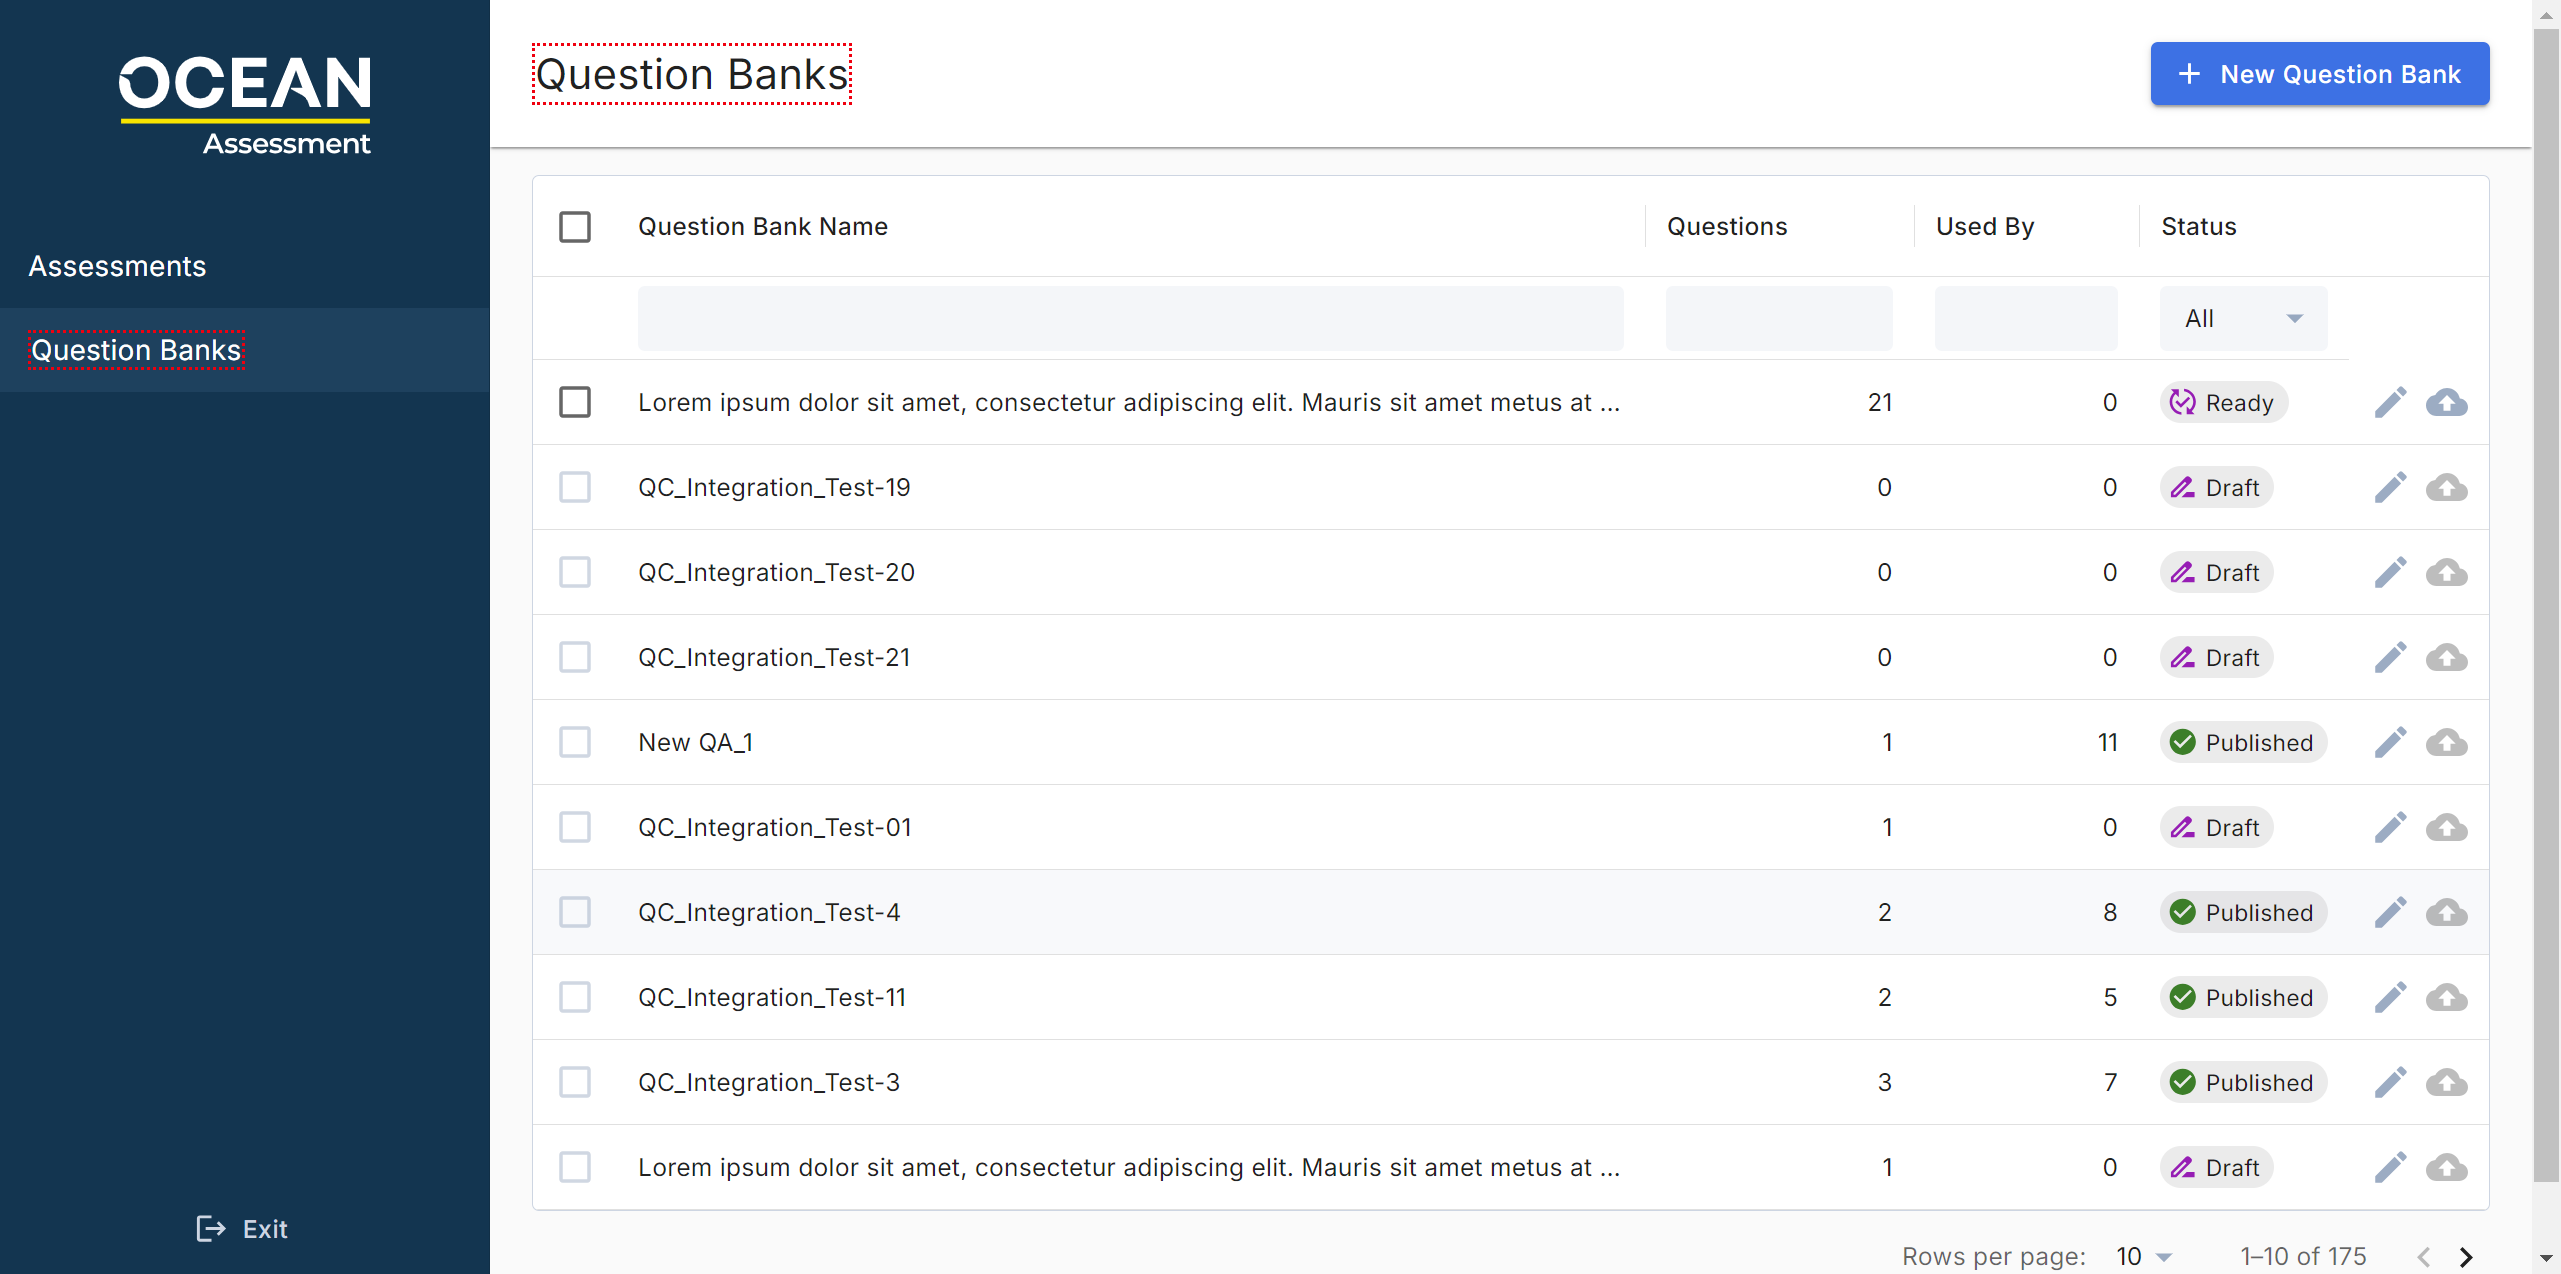 OCEAN
Assessment
Assessments
Question Banks
Exit
Question Banks
New Question Bank
Question Bank Name Questions Used By Status
All
Lorem ipsum dolor sit amet, consectetur adipiscing elit. Mauris sit amet metus at ... 21 0 Ready
QC_Integration_Test-19 0 0 Draft
QC_Integration_Test-20 0 0 Draft
QC_Integration_Test-21 0 0 Draft
New QA_1 1 11 Published
QC_Integration_Test-01 1 0 Draft
QC_Integration_Test-4 2 8 Published
QC_Integration_Test-11 2 5 Published
QC_Integration_Test-3 3 7 Published
Lorem ipsum dolor sit amet, consectetur adipiscing elit. Mauris sit amet metus at ... 1 0 Draft
Rows per page: 10 1–10 of 175